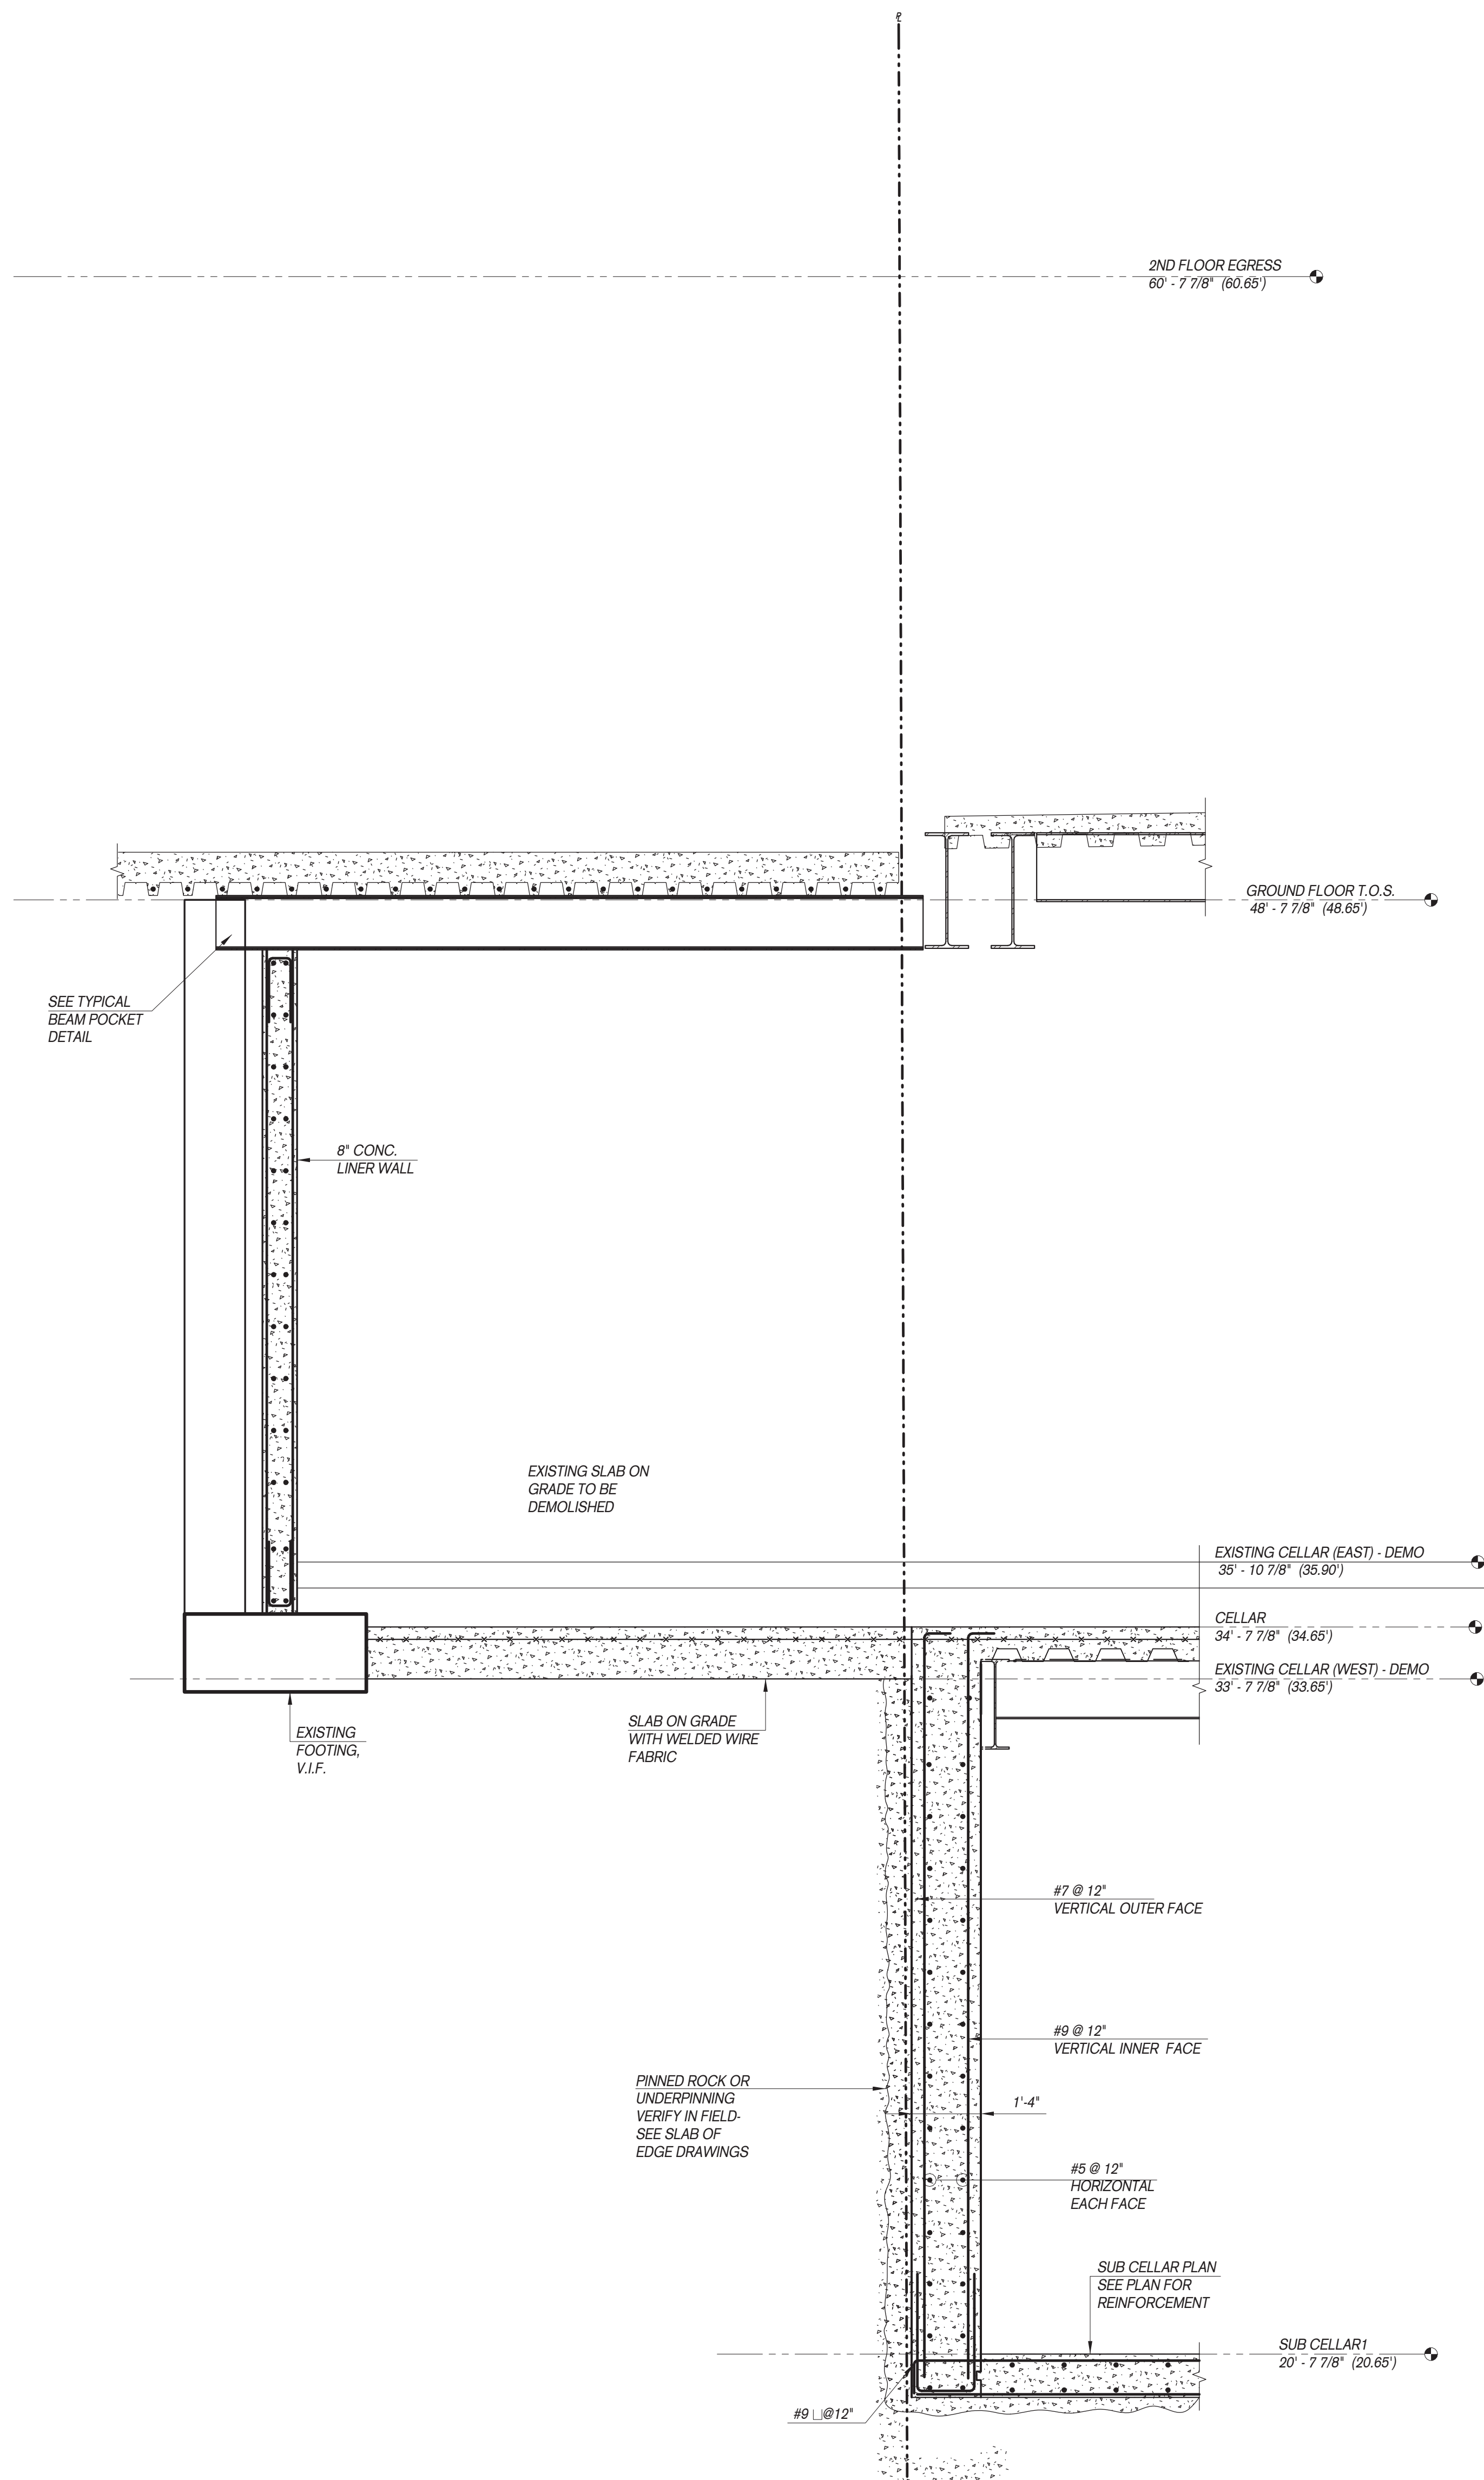 ℄
2ND FLOOR EGRESS
60' - 7 7/8" (60.65')
GROUND FLOOR T.O.S.
48' - 7 7/8" (48.65')
SEE TYPICAL
BEAM POCKET
DETAIL
8" CONC.
LINER WALL
EXISTING SLAB ON
GRADE TO BE
DEMOLISHED
EXISTING CELLAR (EAST) - DEMO
35' - 10 7/8" (35.90')
CELLAR
34' - 7 7/8" (34.65')
EXISTING CELLAR (WEST) - DEMO
33' - 7 7/8" (33.65')
EXISTING
FOOTING,
V.I.F.
SLAB ON GRADE
WITH WELDED WIRE
FABRIC
#7 @ 12"
VERTICAL OUTER FACE
#9 @ 12"
VERTICAL INNER FACE
PINNED ROCK OR
UNDERPINNING
VERIFY IN FIELD-
SEE SLAB OF
EDGE DRAWINGS
1'-4"
#5 @ 12"
HORIZONTAL
EACH FACE
SUB CELLAR PLAN
SEE PLAN FOR
REINFORCEMENT
SUB CELLAR1
20' - 7 7/8" (20.65')
#9 ⊔@12"